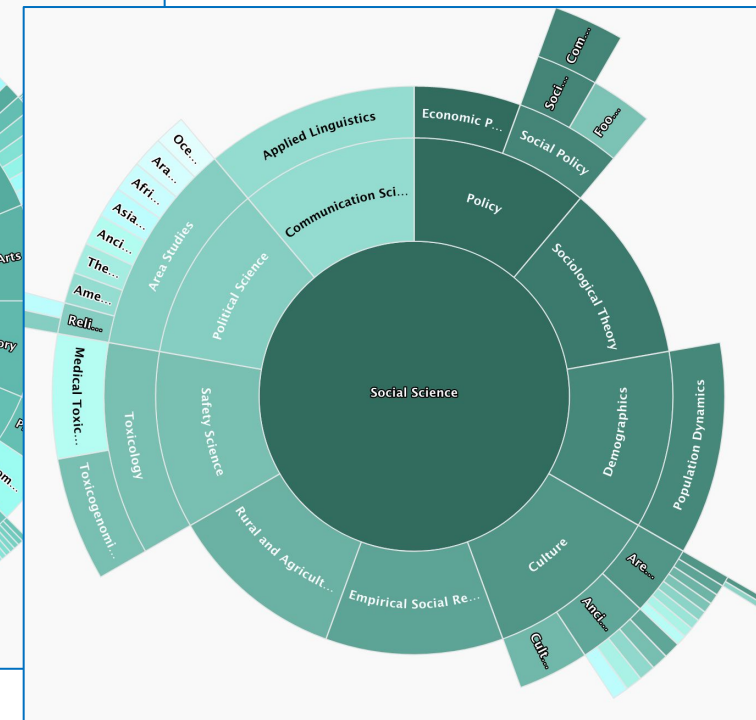 Social Science
Policy
Economic P...
Social Policy
Soci...
Com...
Foo...
Sociological Theory
Demographics
Population Dynamics
Culture
Are...
Anci...
Cult...
Empirical Social Re...
Rural and Agricult...
Safety Science
Toxicology
Toxicogenomi...
Medical Toxic...
Political Science
Area Studies
Reli...
Ame...
The...
Anci...
Asia...
Afri...
Ara...
Oce...
Communication Sci...
Applied Linguistics
Arts
ory
om...